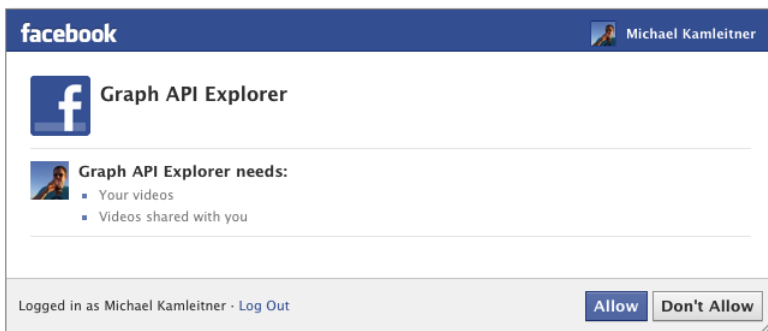 facebook
Michael Kamleitner
Graph API Explorer
Graph API Explorer needs:
Your videos
Videos shared with you
Logged in as Michael Kamleitner · Log Out
Allow
Don't Allow